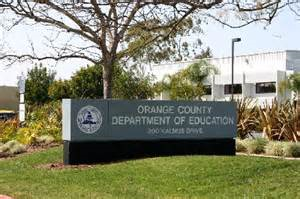 ORANGE COUNTY
DEPARTMENT OF EDUCATION
200 KALMUS DRIVE